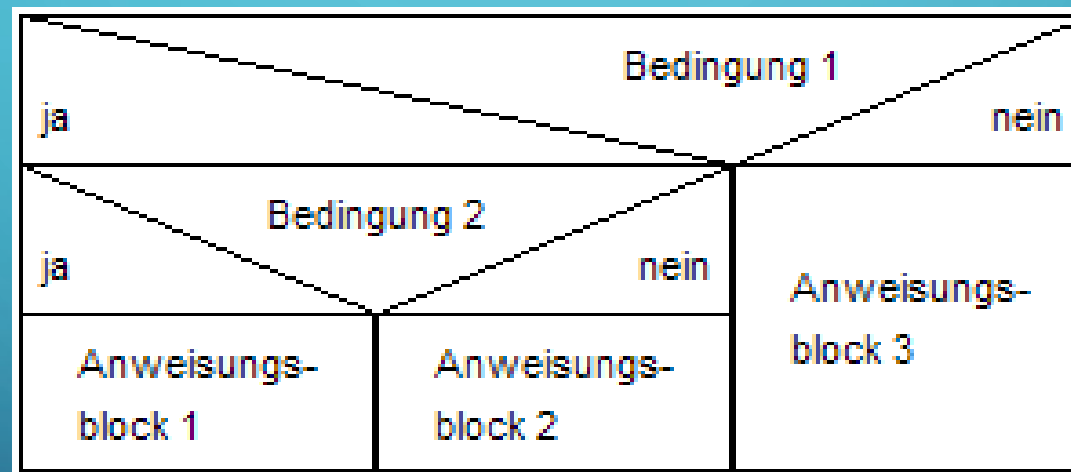 Bedingung 1
ja
nein
Bedingung 2
ja
nein
Anweisungs-
block 3
Anweisungs-
block 1
Anweisungs-
block 2